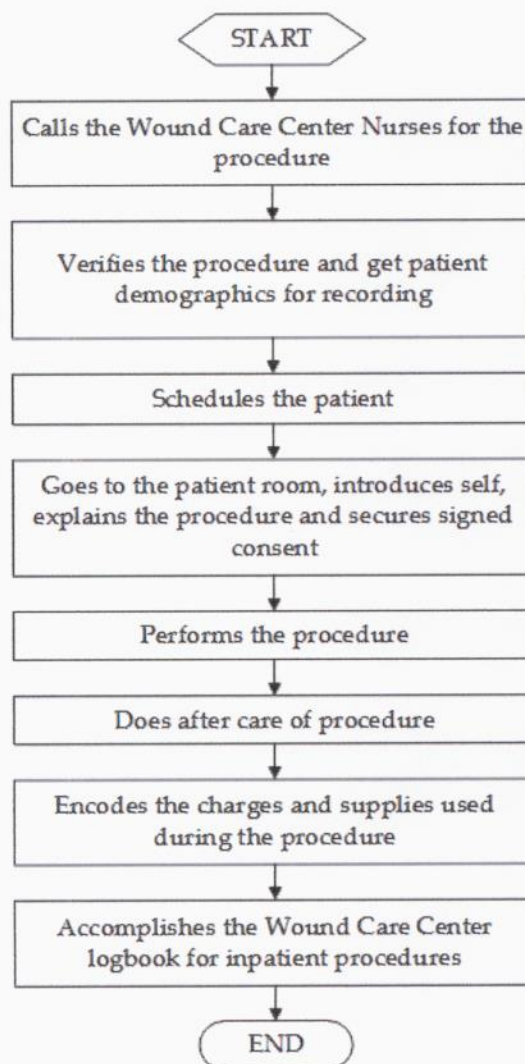 START
Calls the Wound Care Center Nurses for the
procedure
Verifies the procedure and get patient
demographics for recording
Schedules the patient
Goes to the patient room, introduces self,
explains the procedure and secures signed
consent
Performs the procedure
Does after care of procedure
Encodes the charges and supplies used
during the procedure
Accomplishes the Wound Care Center
logbook for inpatient procedures
END